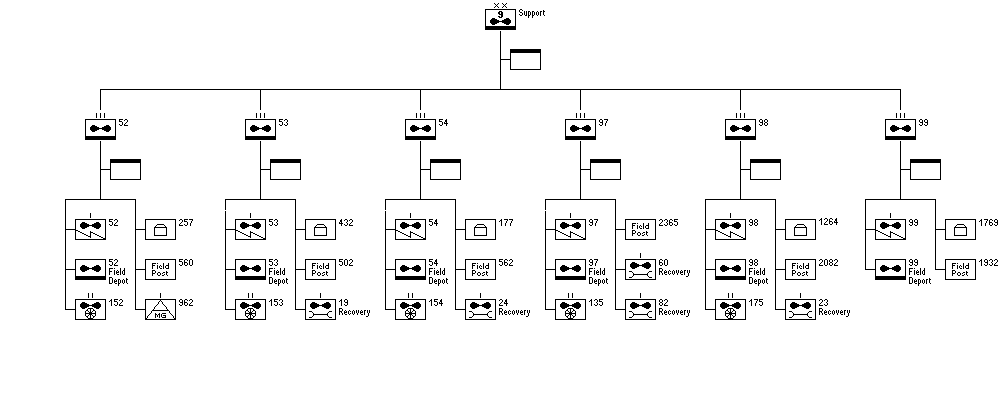 9 Support
52 53 54 97 98 99
52 257 53 432 54 177 97 Field Post 2365 98 1264 99 1769
52 Field Depot Field Post 560 53 Field Depot Field Post 502 54 Field Depot Field Post 562 97 Field Depot 60 Recovery 98 Field Depot Field Post 2082 99 Field Depot Field Post 1932
152 MG 962 153 19 Recovery 154 24 Recovery 135 82 Recovery 175 23 Recovery